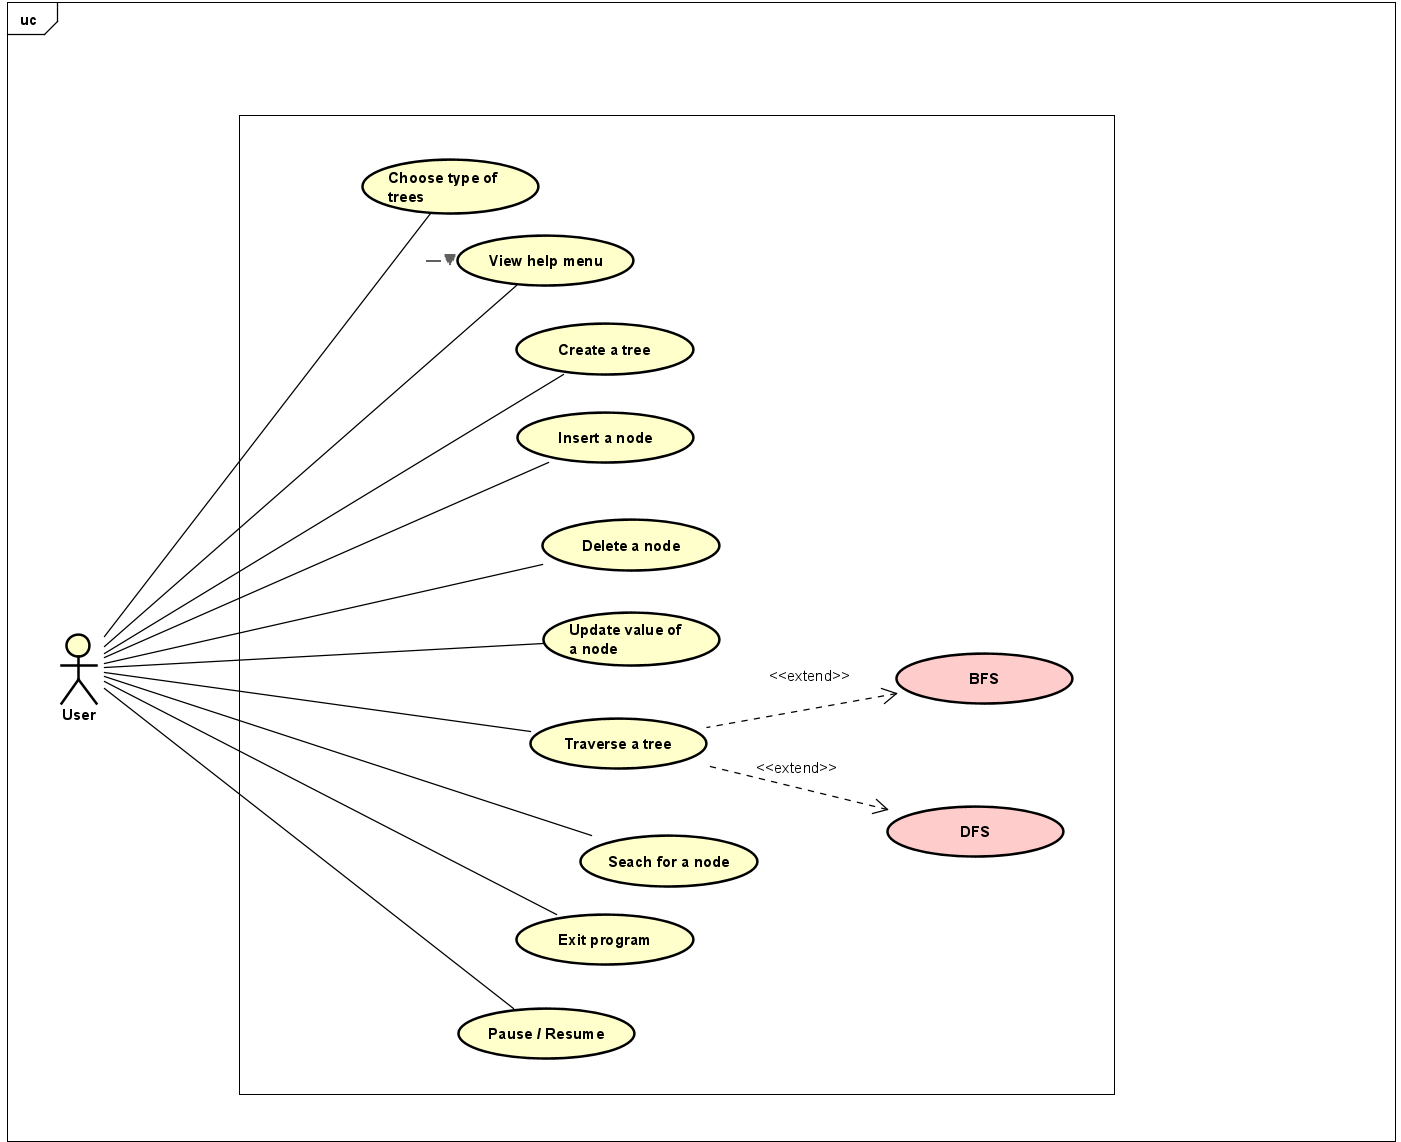 uc
Choose type of
trees
View help menu
Create a tree
Insert a node
Delete a node
Update value of
a node
<<extend>>
BFS
User
Traverse a tree
<<extend>>
DFS
Seach for a node
Exit program
Pause / Resume